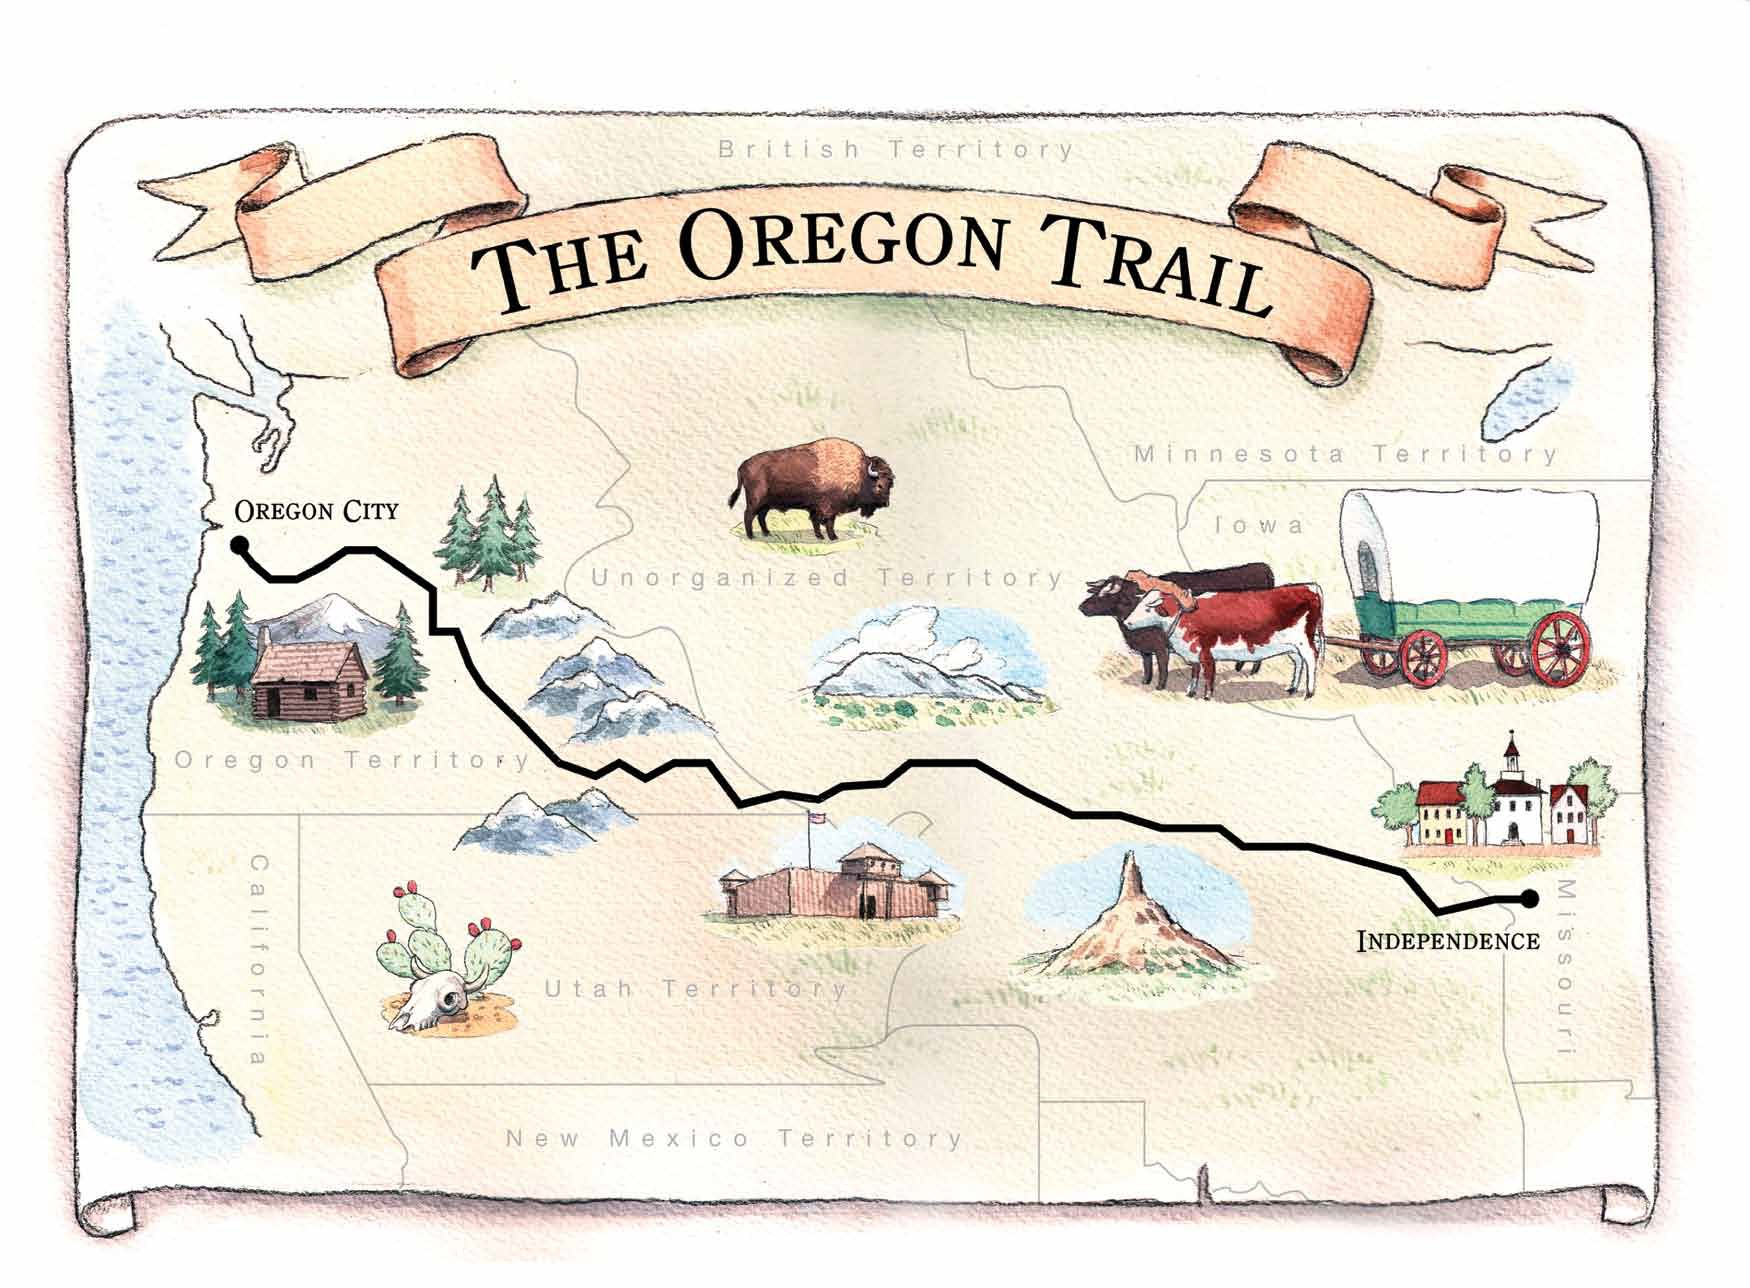 British Territory
THE OREGON TRAIL
Minnesota Territory
OREGON CITY
Iowa
Unorganized Territory
Oregon Territory
California
Missouri
INDEPENDENCE
Utah Territory
New Mexico Territory